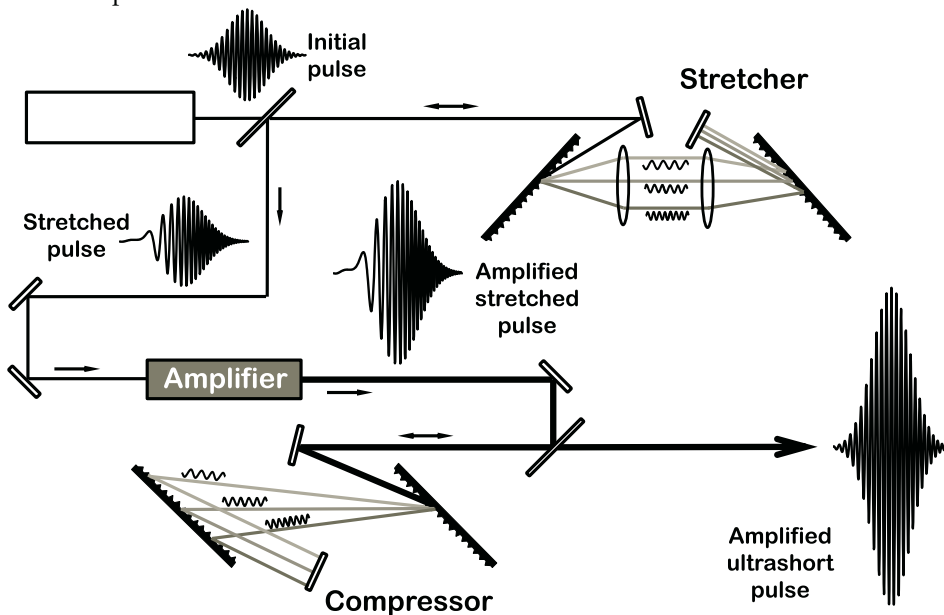 Initial
pulse
Stretcher
Stretched
pulse
Amplified
stretched
pulse
Amplifier
Amplified
ultrashort
pulse
Compressor